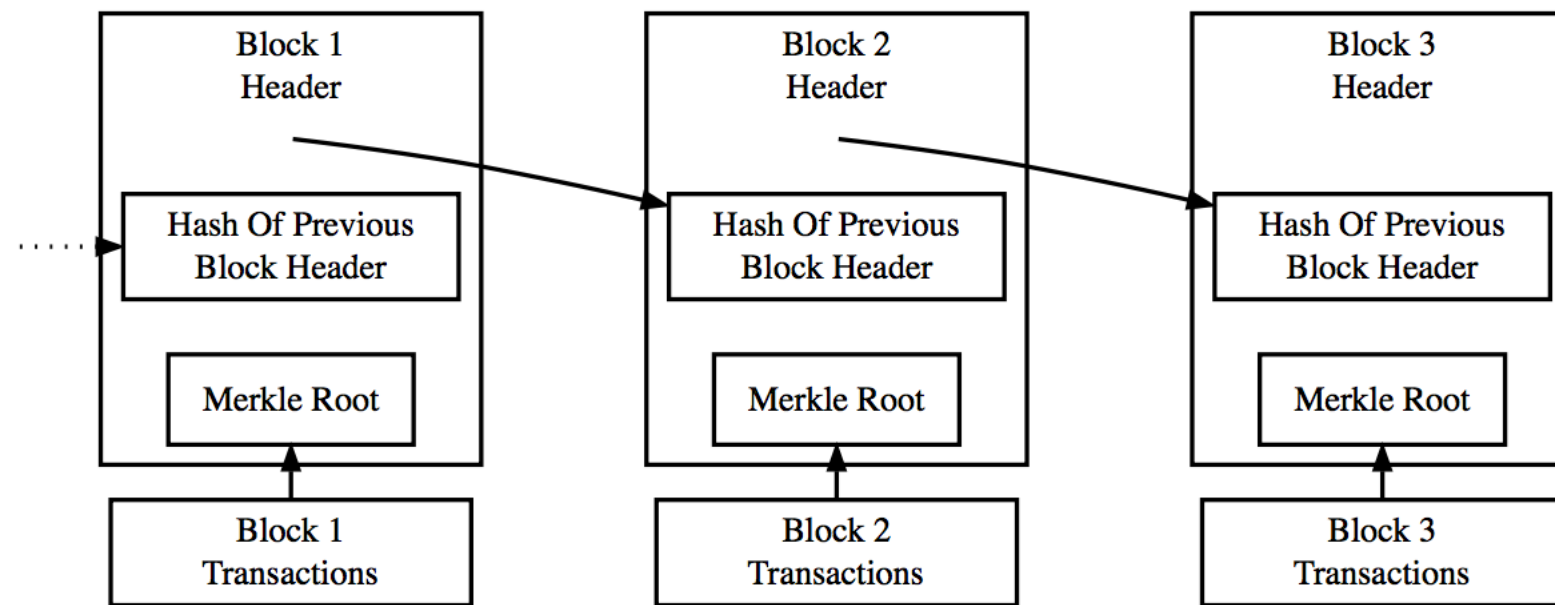 Block 1
Header
Hash Of Previous
Block Header
Merkle Root
Block 1
Transactions
Block 2
Header
Hash Of Previous
Block Header
Merkle Root
Block 2
Transactions
Block 3
Header
Hash Of Previous
Block Header
Merkle Root
Block 3
Transactions